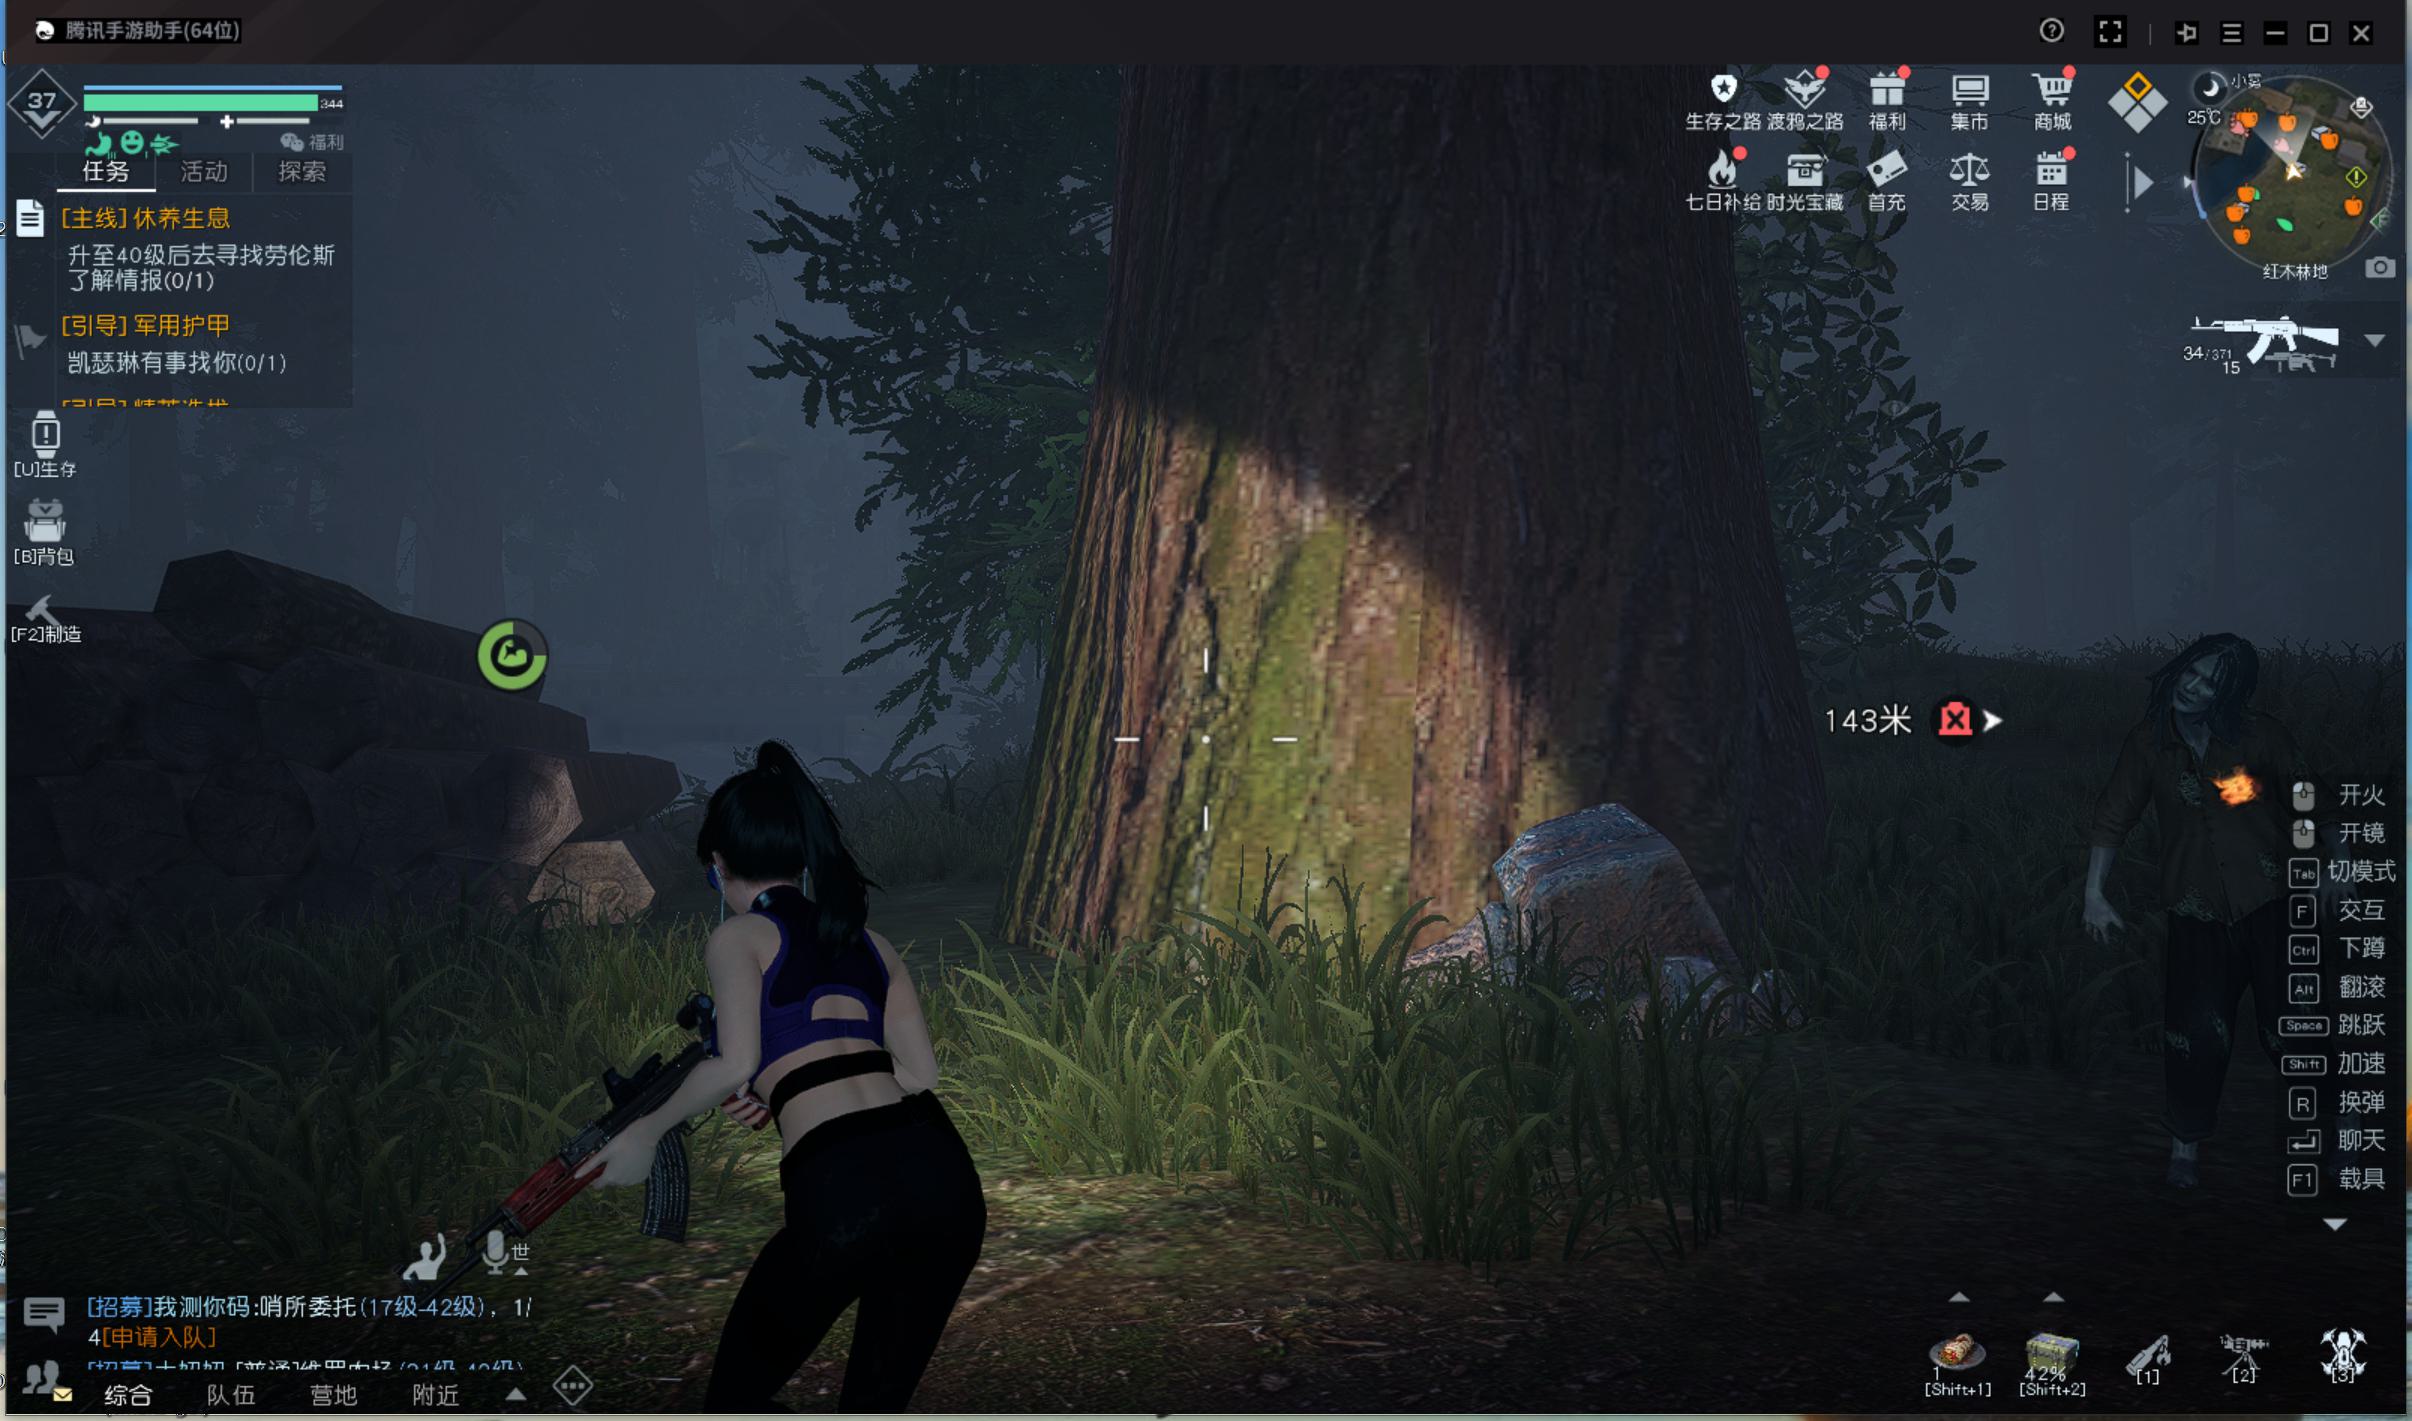 腾讯手游助手(64位)
37
344
福利
任务 活动 探索
[主线] 休养生息
升至40级后去寻找劳伦斯
了解情报(0/1)
[引导] 军用护甲
凯瑟琳有事找你(0/1)
[U]生存
[B]背包
[F2]制造
生存之路 渡鸦之路 福利 集市 商城
七日补给 时光宝藏 首充 交易 日程
小雾
25℃
红木林地
34/371
15
143米
开火
开镜
Tab 切模式
F 交互
Ctrl 下蹲
Alt 翻滚
Space 跳跃
Shift 加速
R 换弹
聊天
F1 载具
世
[招募]我测你码:哨所委托(17级-42级)，1/
4[申请入队]
综合 队伍 营地 附近
1 42%
[Shift+1] [Shift+2] [1] [2] [3]